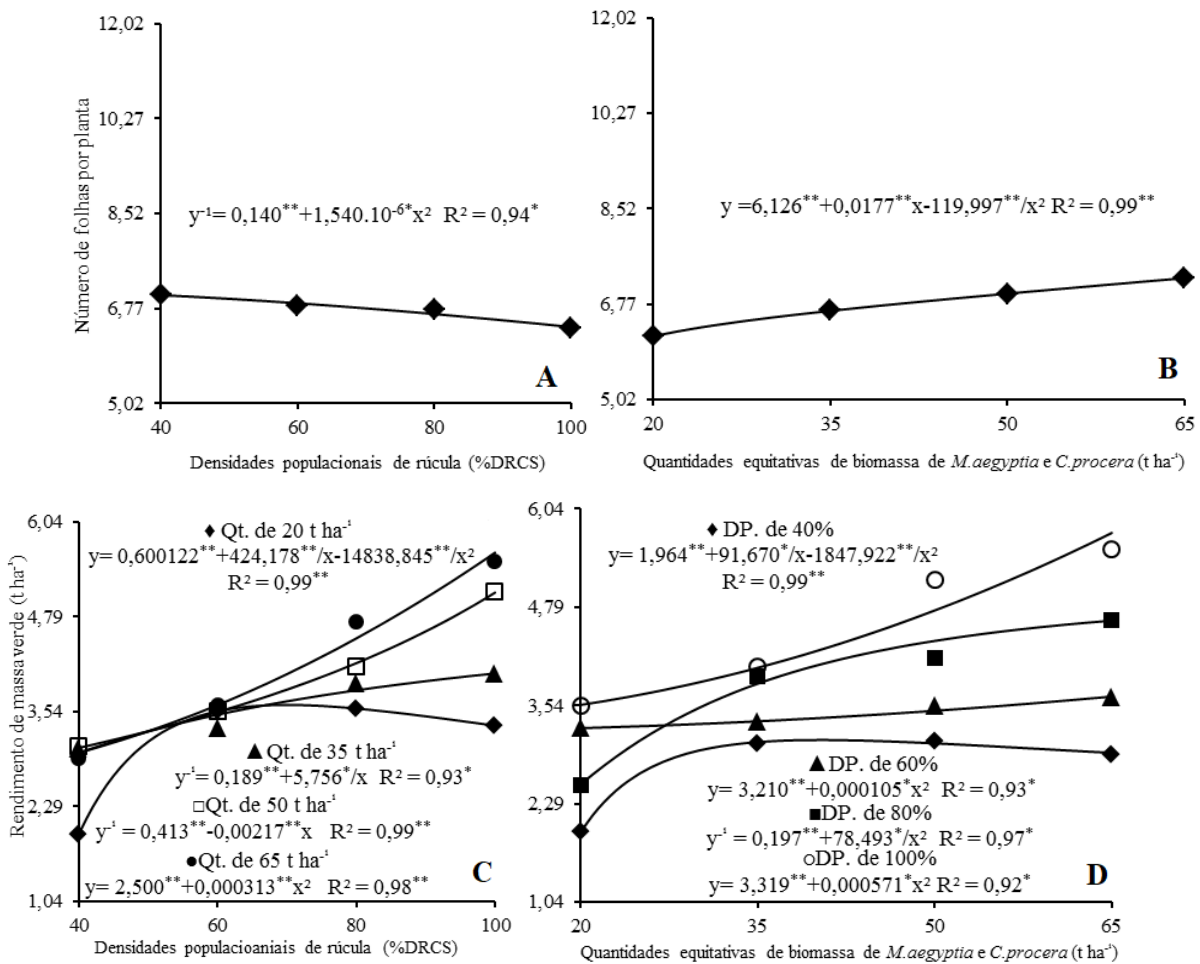 12,02
10,27
8,52
6,77
5,02
Número de folhas por planta
y⁻¹= 0,140**+1,540.10⁻⁶*x² R² = 0,94*
A
40 60 80 100
Densidades populacionais de rúcula (%DRCS)
12,02
10,27
8,52
6,77
5,02
y =6,126**+0,0177**x-119,997**/x² R² = 0,99**
B
20 35 50 65
Quantidades equitativas de biomassa de M.aegyptia e C.procera (t ha⁻¹)
6,04
4,79
3,54
2,29
1,04
Rendimento de massa verde (t ha⁻¹)
Qt. de 20 t ha⁻¹
y= 0,600122**+424,178**/x-14838,845**/x²
R² = 0,99**
Qt. de 35 t ha⁻¹
y⁻¹= 0,189**+5,756*/x R² = 0,93*
Qt. de 50 t ha⁻¹
y⁻¹ = 0,413**-0,00217**x R² = 0,99**
Qt. de 65 t ha⁻¹
y= 2,500**+0,000313**x² R² = 0,98**
C
40 60 80 100
Densidades populacioaniais de rúcula (%DRCS)
6,04
4,79
3,54
2,29
1,04
DP. de 40%
y= 1,964**+91,670*/x-1847,922**/x²
R² = 0,99**
DP. de 60%
y= 3,210**+0,000105*x² R² = 0,93*
DP. de 80%
y⁻¹ = 0,197**+78,493*/x² R² = 0,97*
DP. de 100%
y= 3,319**+0,000571*x² R² = 0,92*
D
20 35 50 65
Quantidades equitativas de biomassa de M.aegyptia e C.procera (t ha⁻¹)